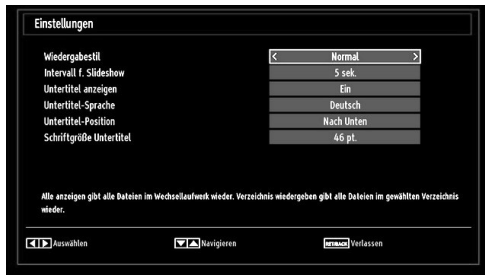 Einstellungen
Wiedergabestil < Normal >
Intervall f. Slideshow 5 sek.
Untertitel anzeigen Ein
Untertitel-Sprache Deutsch
Untertitel-Position Nach Unten
Schriftgröße Untertitel 46 pt.
Alle anzeigen gibt alle Dateien im Wechsellaufwerk wieder. Verzeichnis wiedergeben gibt alle Dateien im gewählten Verzeichnis
wieder.
Auswählen Navigieren RET/BACK Verlassen